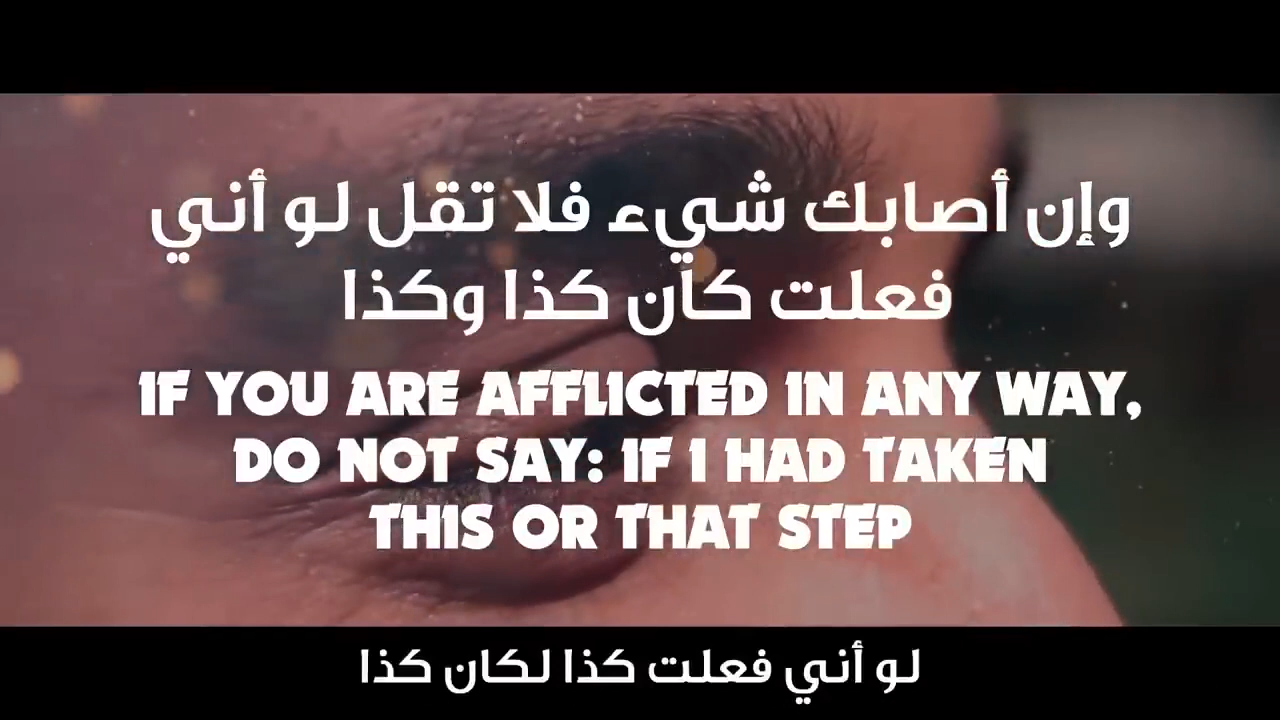 وإن أصابك شيء فلا تقل لو أني
فعلت كان كذا وكذا
IF YOU ARE AFFLICTED IN ANY WAY,
DO NOT SAY: IF I HAD TAKEN
THIS OR THAT STEP
لو أني فعلت كذا لكان كذا